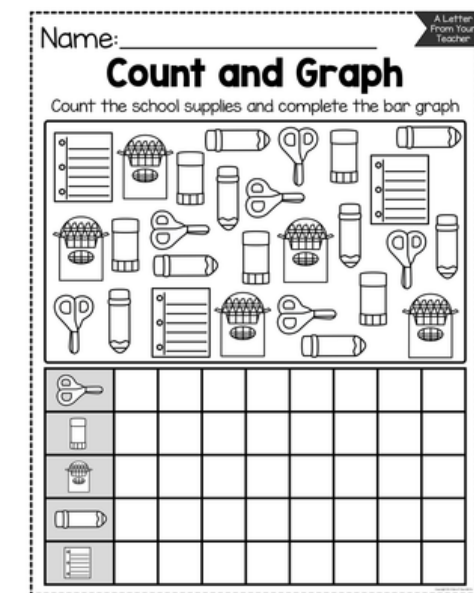 A Letter
From Your
Teacher
Name:
Count and Graph
Count the school supplies and complete the bar graph